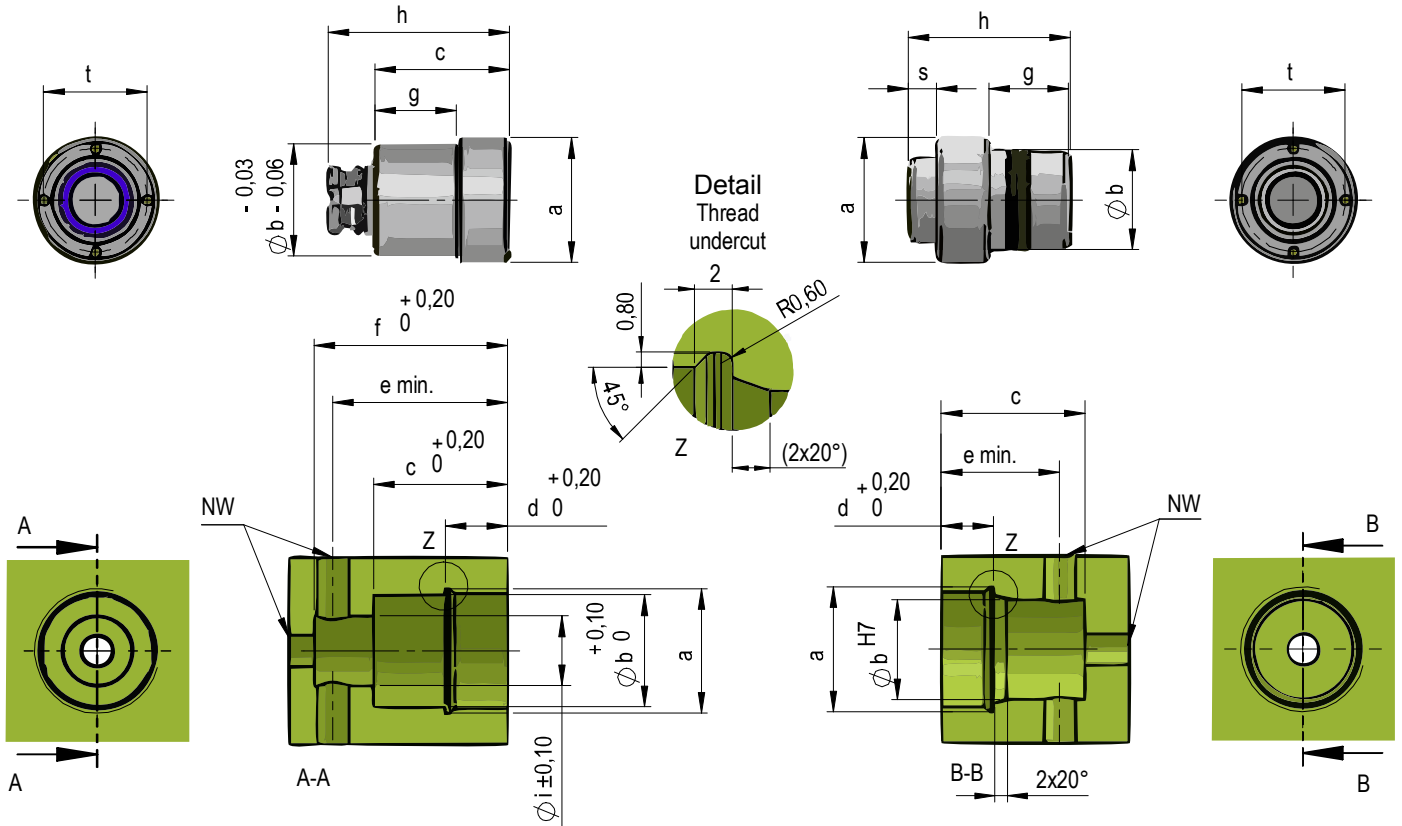 h
c
g
t
- 0,03
Ø b - 0,06
a
Detail
Thread
undercut
2
0,80
R0,60
45°
Z
(2x20°)
h
s
g
a
Ø b
t
+ 0,20
f 0
e min.
+ 0,20
c 0
+ 0,20
d 0
NW
Z
A
A
A-A
Ø i ±0,10
+ 0,10
Ø b 0
a
c
e min.
+ 0,20
d 0
Z
NW
a
Ø b H7
B-B
2x20°
B
B